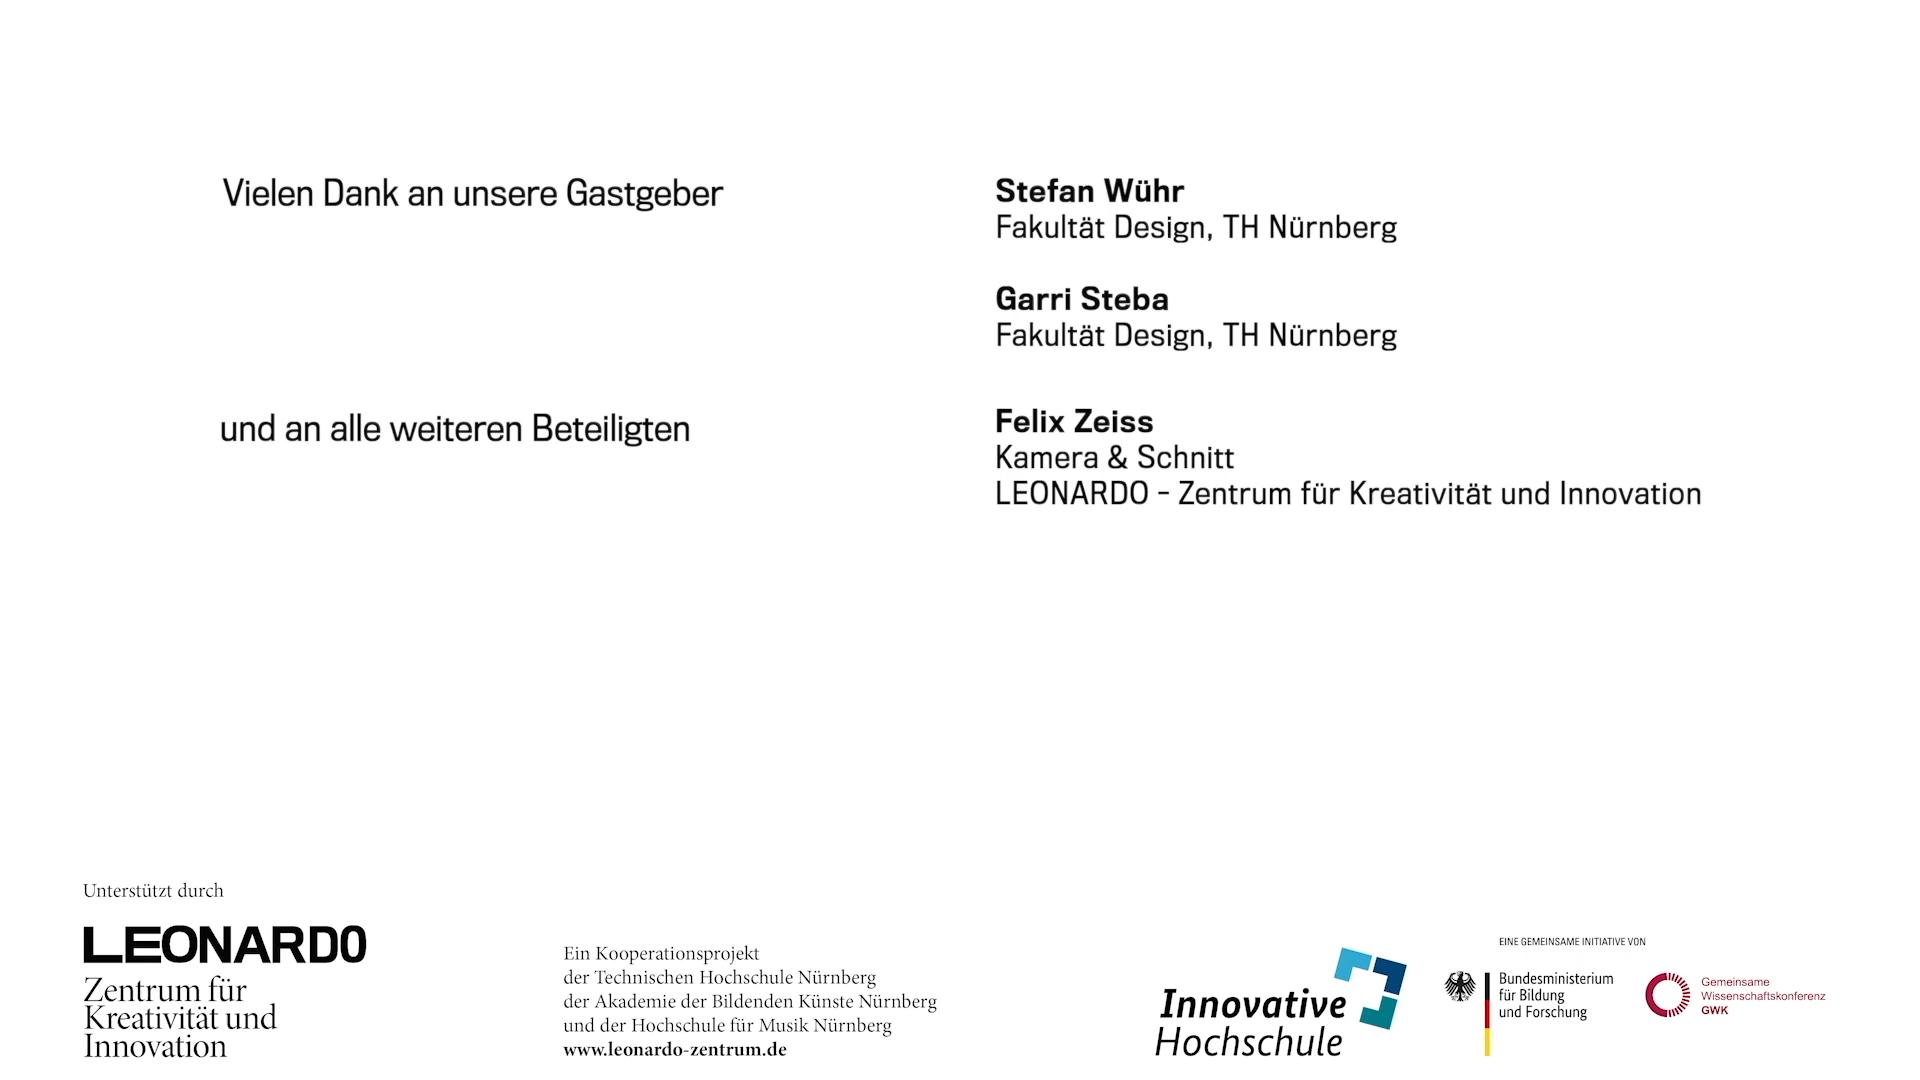 Vielen Dank an unsere Gastgeber
Stefan Wühr
Fakultät Design, TH Nürnberg
Garri Steba
Fakultät Design, TH Nürnberg
und an alle weiteren Beteiligten
Felix Zeiss
Kamera & Schnitt
LEONARDO - Zentrum für Kreativität und Innovation
Unterstützt durch
LEONARDO
Zentrum für
Kreativität und
Innovation
Ein Kooperationsprojekt
der Technischen Hochschule Nürnberg
der Akademie der Bildenden Künste Nürnberg
und der Hochschule für Musik Nürnberg
www.leonardo-zentrum.de
Innovative
Hochschule
EINE GEMEINSAME INITIATIVE VON
Bundesministerium
für Bildung
und Forschung
Gemeinsame
Wissenschaftskonferenz
GWK